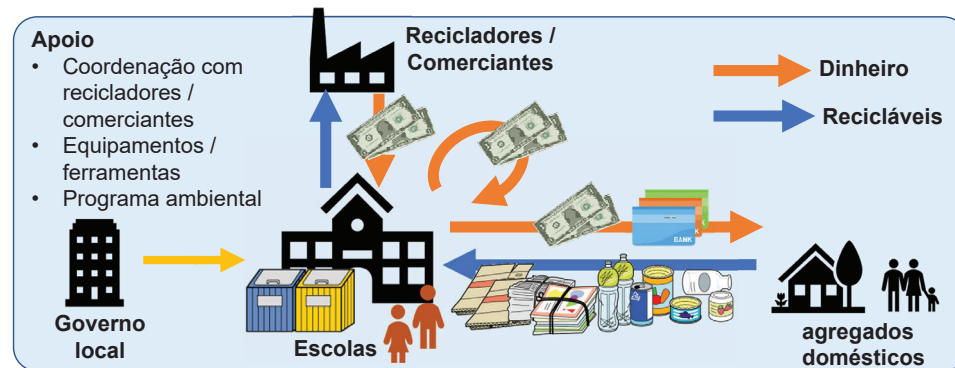 Apoio
• Coordenação com
recicladores /
comerciantes
• Equipamentos /
ferramentas
• Programa ambiental
Recicladores /
Comerciantes
Dinheiro
Recicláveis
BANK
Governo
local
Escolas
agregados
domésticos